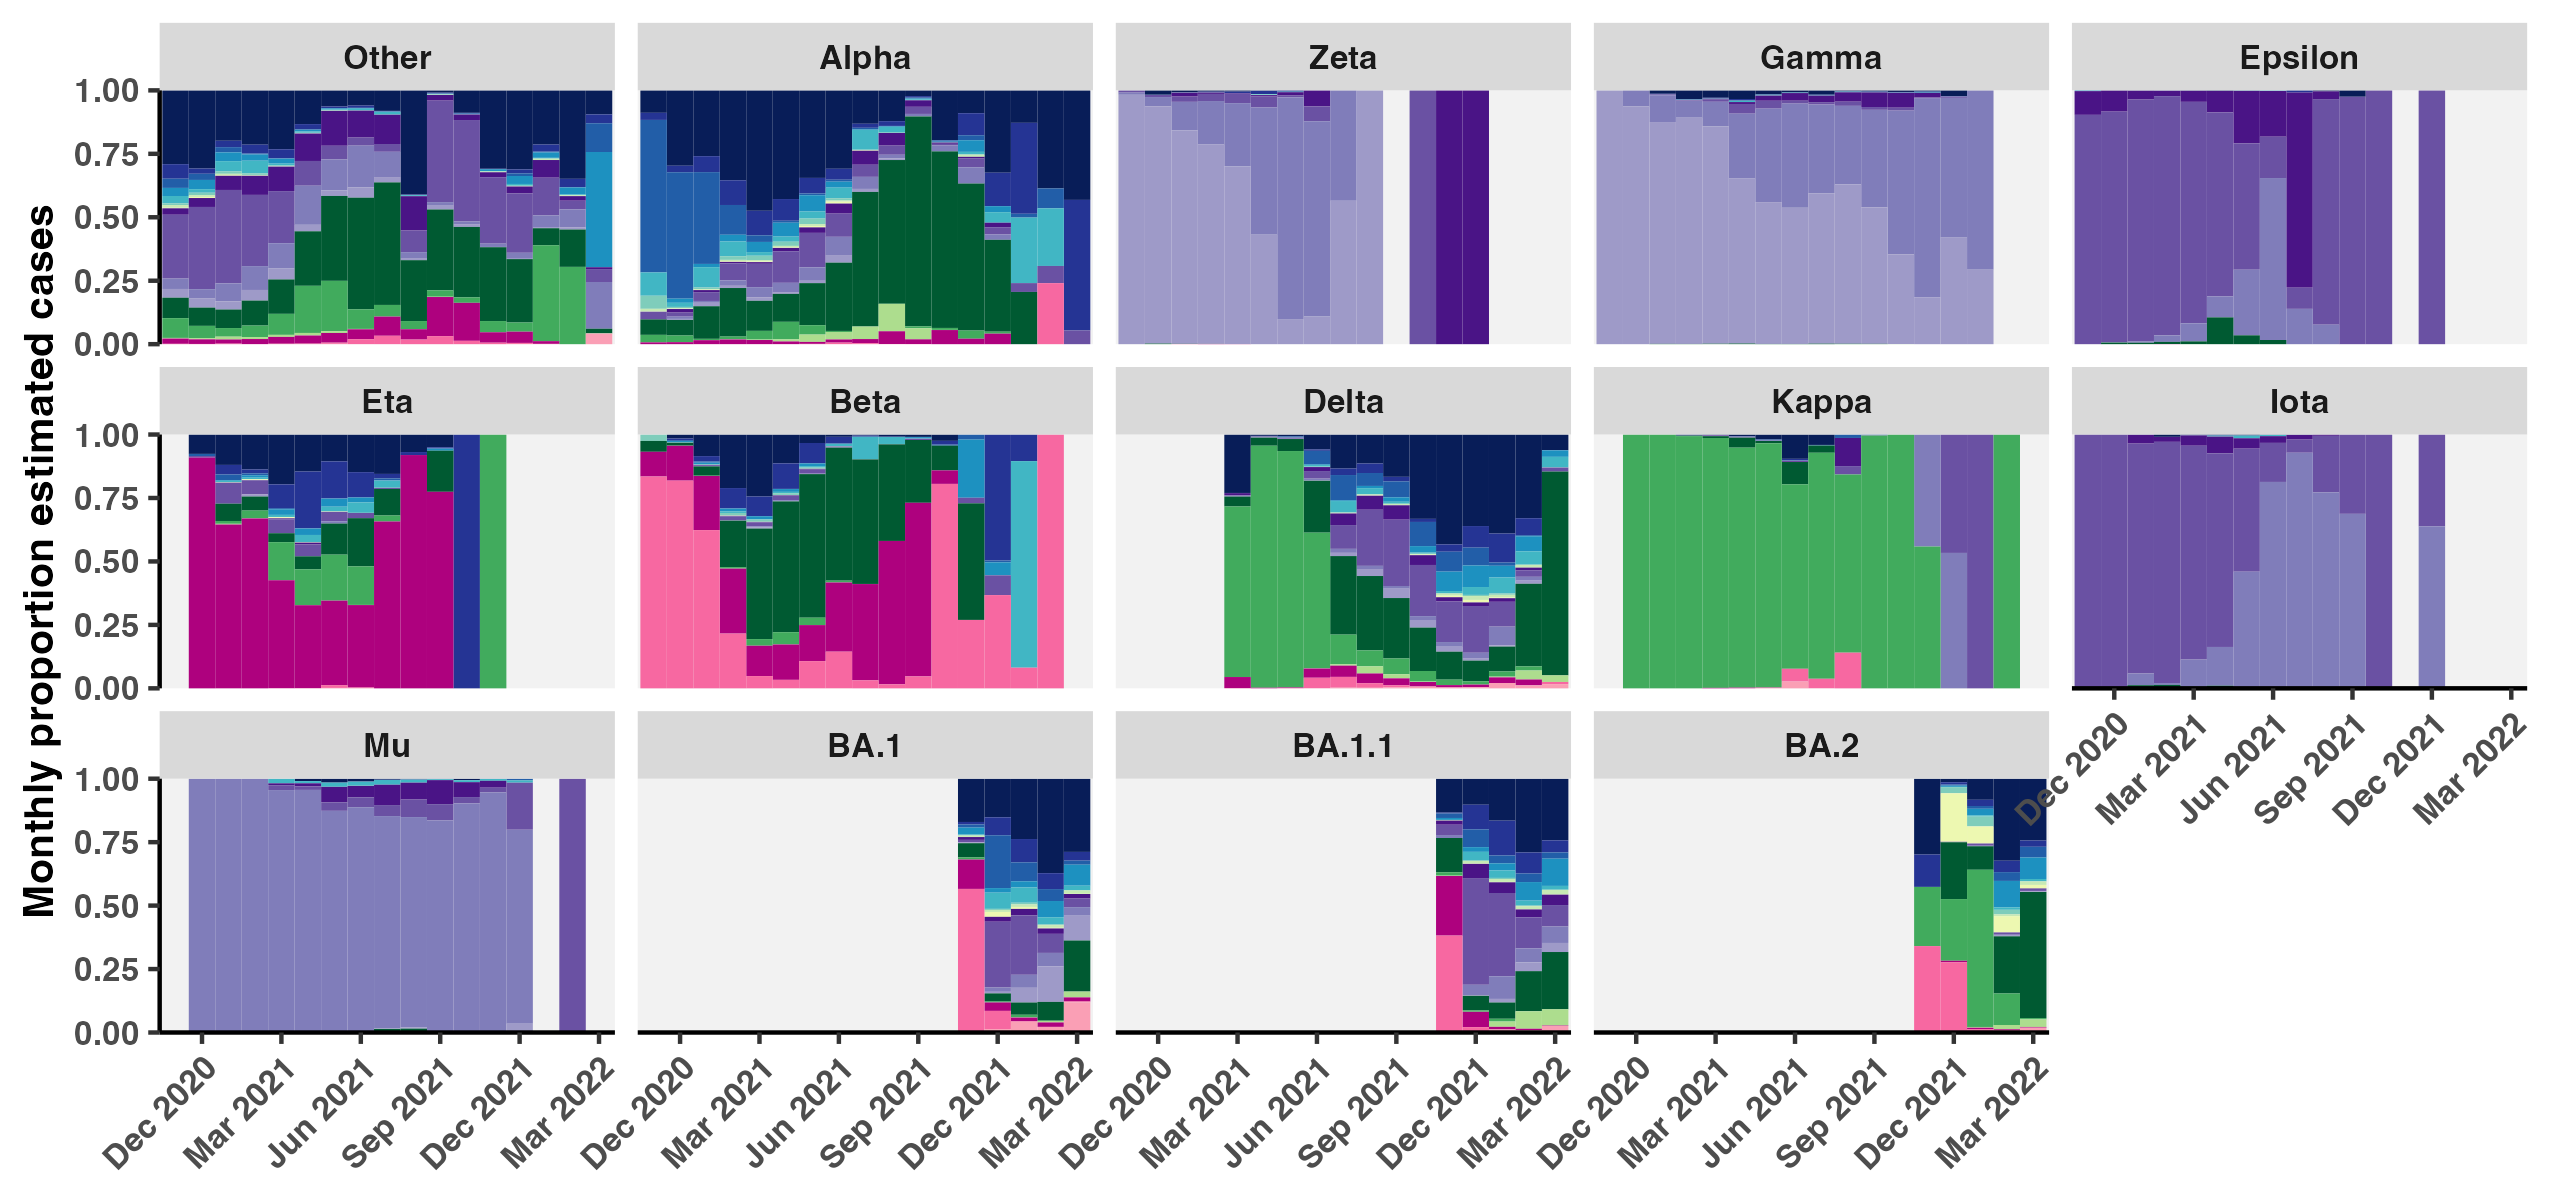 Monthly proportion estimated cases
Other
Alpha
Zeta
Gamma
Epsilon
1.00
0.75
0.50
0.25
0.00
Eta
Beta
Delta
Kappa
Iota
1.00
0.75
0.50
0.25
0.00
Dec 2020
Mar 2021
Jun 2021
Sep 2021
Dec 2021
Mar 2022
Mu
BA.1
BA.1.1
BA.2
1.00
0.75
0.50
0.25
0.00
Dec 2020
Mar 2021
Jun 2021
Sep 2021
Dec 2021
Mar 2022
Dec 2020
Mar 2021
Jun 2021
Sep 2021
Dec 2021
Mar 2022
Dec 2020
Mar 2021
Jun 2021
Sep 2021
Dec 2021
Mar 2022
Dec 2020
Mar 2021
Jun 2021
Sep 2021
Dec 2021
Mar 2022